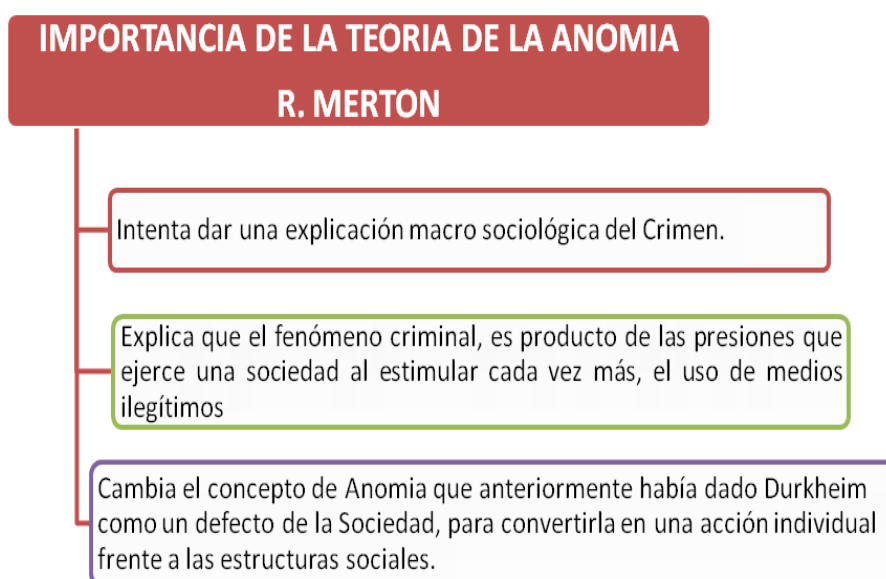 IMPORTANCIA DE LA TEORIA DE LA ANOMIA
R. MERTON
Intenta dar una explicación macro sociológica del Crimen.
Explica que el fenómeno criminal, es producto de las presiones que
ejerce una sociedad al estimular cada vez más, el uso de medios
ilegítimos
Cambia el concepto de Anomia que anteriormente había dado Durkheim
como un defecto de la Sociedad, para convertirla en una acción individual
frente a las estructuras sociales.